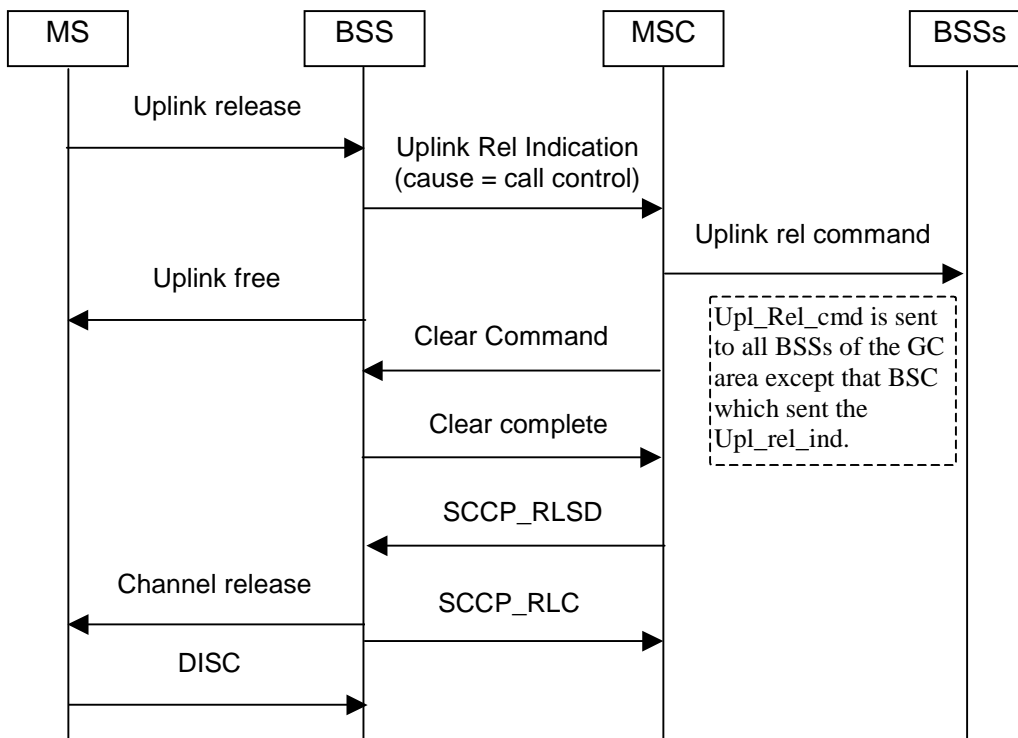 MS
BSS
MSC
BSSs
Uplink release
Uplink Rel Indication
(cause = call control)
Uplink rel command
Uplink free
Upl_Rel_cmd is sent
to all BSSs of the GC
area except that BSC
which sent the
Upl_rel_ind.
Clear Command
Clear complete
SCCP_RLSD
Channel release
SCCP_RLC
DISC